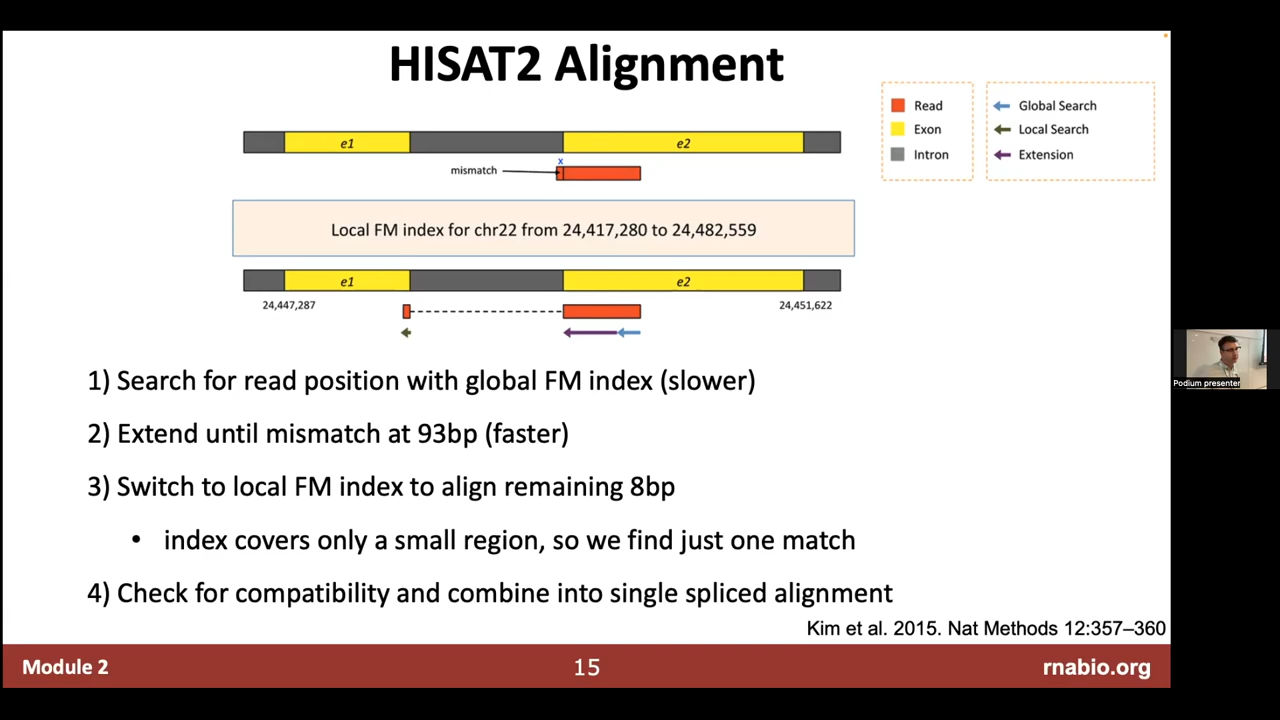 HISAT2 Alignment
Read
Exon
Intron
Global Search
Local Search
Extension
e1
e2
x
mismatch
Local FM index for chr22 from 24,417,280 to 24,482,559
e1
e2
24,447,287
24,451,622
1) Search for read position with global FM index (slower)
2) Extend until mismatch at 93bp (faster)
3) Switch to local FM index to align remaining 8bp
• index covers only a small region, so we find just one match
4) Check for compatibility and combine into single spliced alignment
Kim et al. 2015. Nat Methods 12:357–360
Module 2
15
rnabio.org
Podium presenter